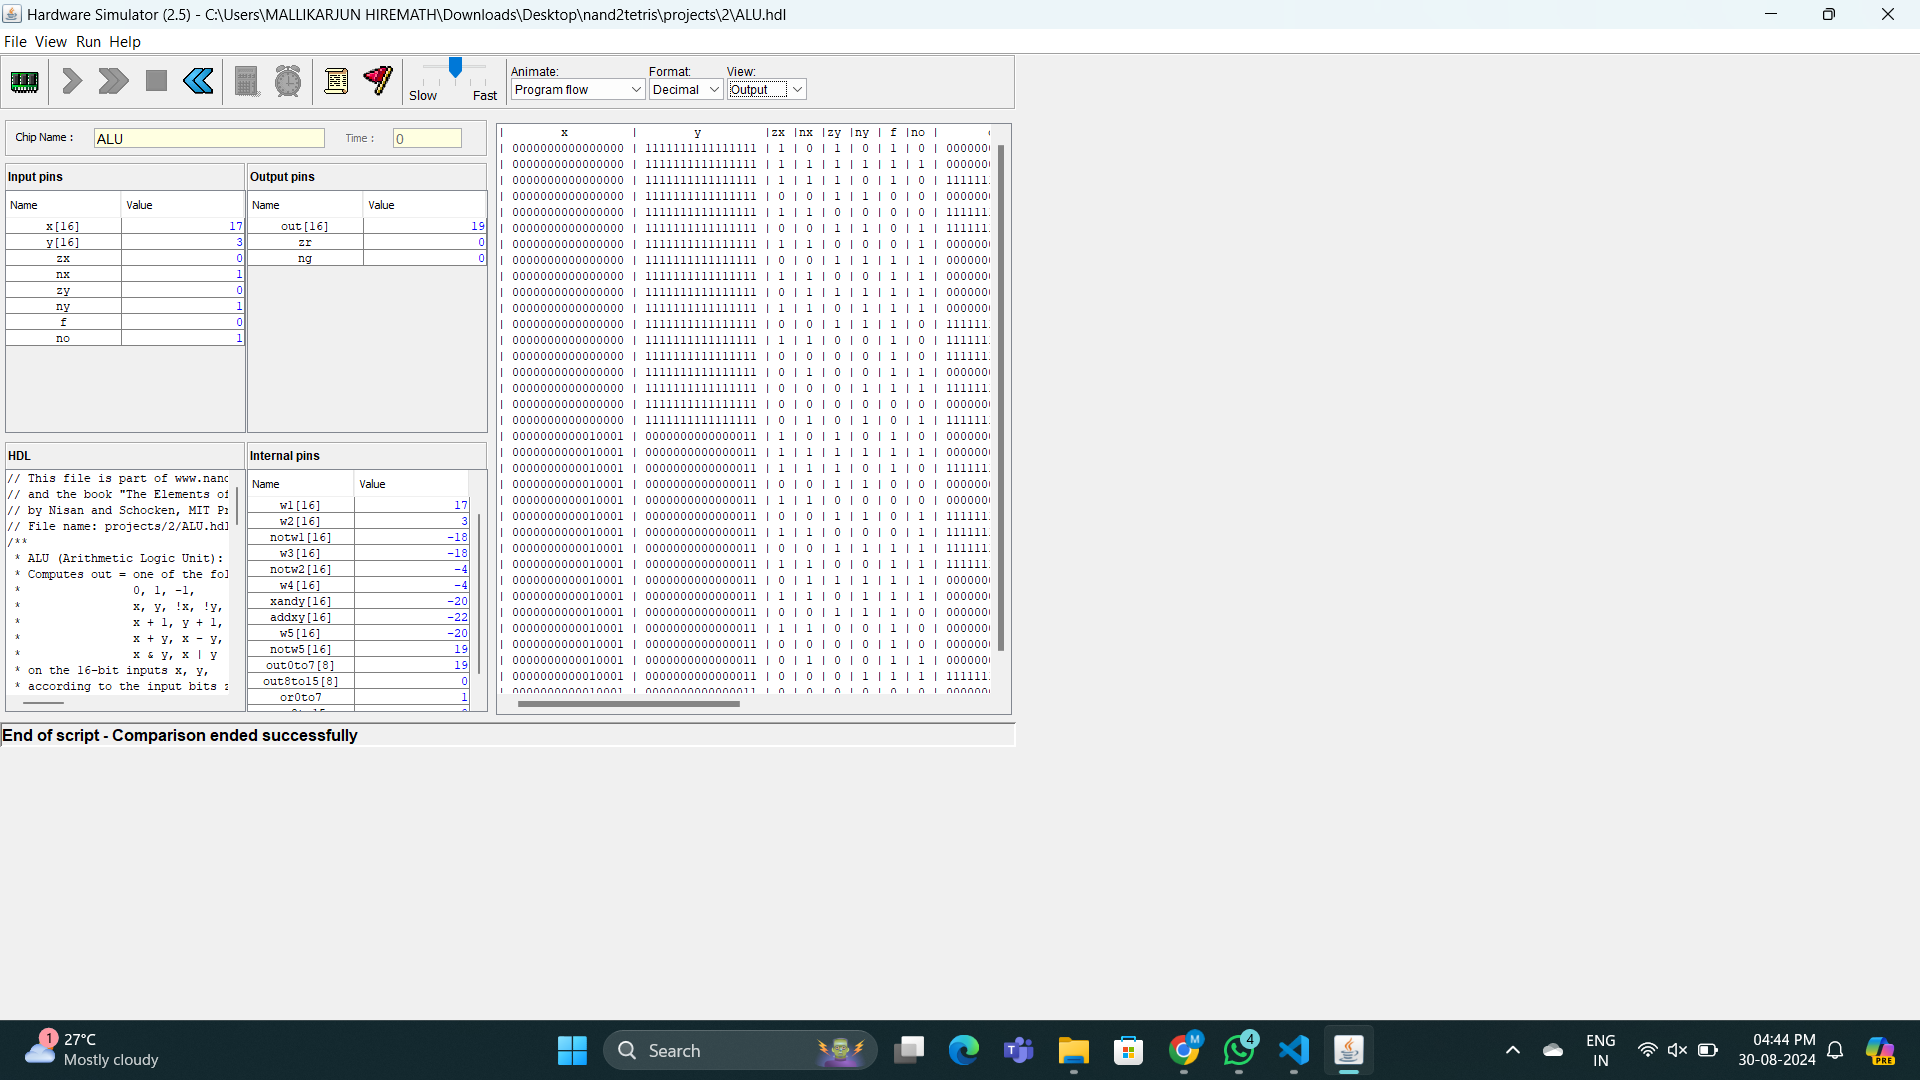 Hardware Simulator (2.5) - C:\Users\MALLIKARJUN HIREMATH\Downloads\Desktop\nand2tetris\projects\2\ALU.hdl
File View Run Help
Slow Fast
Animate: Format: View:
Program flow Decimal Output
Chip Name : ALU Time : 0
Input pins
Name Value
x[16] 17
y[16] 3
zx 0
nx 1
zy 0
ny 1
f 0
no 1
Output pins
Name Value
out[16] 19
zr 0
ng 0
HDL
// This file is part of www.nand
// and the book "The Elements of
// by Nisan and Schocken, MIT Pr
// File name: projects/2/ALU.hdl
/**
* ALU (Arithmetic Logic Unit):
* Computes out = one of the fol
* 0, 1, -1,
* x, y, !x, !y,
* x + 1, y + 1,
* x + y, x - y,
* x & y, x | y
* on the 16-bit inputs x, y,
* according to the input bits z
Internal pins
Name Value
w1[16] 17
w2[16] 3
notw1[16] -18
w3[16] -18
notw2[16] -4
w4[16] -4
xandy[16] -20
addxy[16] -22
w5[16] -20
notw5[16] 19
out0to7[8] 19
out8to15[8] 0
or0to7 1
| x | y |zx |nx |zy |ny | f |no |
| 0000000000000000 | 1111111111111111 | 1 | 0 | 1 | 0 | 1 | 0 | 000000
| 0000000000000000 | 1111111111111111 | 1 | 1 | 1 | 1 | 1 | 1 | 000000
| 0000000000000000 | 1111111111111111 | 1 | 1 | 1 | 0 | 1 | 0 | 111111
| 0000000000000000 | 1111111111111111 | 0 | 0 | 1 | 1 | 0 | 0 | 000000
| 0000000000000000 | 1111111111111111 | 1 | 1 | 0 | 0 | 0 | 0 | 111111
| 0000000000000000 | 1111111111111111 | 0 | 0 | 1 | 1 | 0 | 1 | 111111
| 0000000000000000 | 1111111111111111 | 1 | 1 | 0 | 0 | 0 | 1 | 000000
| 0000000000000000 | 1111111111111111 | 0 | 0 | 1 | 1 | 1 | 1 | 000000
| 0000000000000000 | 1111111111111111 | 1 | 1 | 0 | 0 | 1 | 1 | 000000
| 0000000000000000 | 1111111111111111 | 0 | 1 | 1 | 1 | 1 | 1 | 000000
| 0000000000000000 | 1111111111111111 | 1 | 1 | 0 | 1 | 1 | 1 | 000000
| 0000000000000000 | 1111111111111111 | 0 | 0 | 1 | 1 | 1 | 0 | 111111
| 0000000000000000 | 1111111111111111 | 1 | 1 | 0 | 0 | 1 | 0 | 111111
| 0000000000000000 | 1111111111111111 | 0 | 0 | 0 | 0 | 1 | 0 | 111111
| 0000000000000000 | 1111111111111111 | 0 | 1 | 0 | 0 | 1 | 1 | 000000
| 0000000000000000 | 1111111111111111 | 0 | 0 | 0 | 1 | 1 | 1 | 111111
| 0000000000000000 | 1111111111111111 | 0 | 0 | 0 | 0 | 0 | 0 | 000000
| 0000000000000000 | 1111111111111111 | 0 | 1 | 0 | 1 | 0 | 1 | 111111
| 0000000000010001 | 0000000000000011 | 1 | 0 | 1 | 0 | 1 | 0 | 000000
| 0000000000010001 | 0000000000000011 | 1 | 1 | 1 | 1 | 1 | 1 | 000000
| 0000000000010001 | 0000000000000011 | 1 | 1 | 1 | 0 | 1 | 0 | 111111
| 0000000000010001 | 0000000000000011 | 0 | 0 | 1 | 1 | 0 | 0 | 000000
| 0000000000010001 | 0000000000000011 | 1 | 1 | 0 | 0 | 0 | 0 | 000000
| 0000000000010001 | 0000000000000011 | 0 | 0 | 1 | 1 | 0 | 1 | 111111
| 0000000000010001 | 0000000000000011 | 1 | 1 | 0 | 0 | 0 | 1 | 111111
| 0000000000010001 | 0000000000000011 | 0 | 0 | 1 | 1 | 1 | 1 | 111111
| 0000000000010001 | 0000000000000011 | 1 | 1 | 0 | 0 | 1 | 1 | 111111
| 0000000000010001 | 0000000000000011 | 0 | 1 | 1 | 1 | 1 | 1 | 000000
| 0000000000010001 | 0000000000000011 | 1 | 1 | 0 | 1 | 1 | 1 | 000000
| 0000000000010001 | 0000000000000011 | 0 | 0 | 1 | 1 | 1 | 0 | 000000
| 0000000000010001 | 0000000000000011 | 1 | 1 | 0 | 0 | 1 | 0 | 000000
| 0000000000010001 | 0000000000000011 | 0 | 0 | 0 | 0 | 1 | 0 | 000000
| 0000000000010001 | 0000000000000011 | 0 | 1 | 0 | 0 | 1 | 1 | 000000
| 0000000000010001 | 0000000000000011 | 0 | 0 | 0 | 1 | 1 | 1 | 111111
| 0000000000010001 | 0000000000000011 | 0 | 0 | 0 | 0 | 0 | 0 | 000000
End of script - Comparison ended successfully
1 27°C
Mostly cloudy
Search
M
4
ENG
IN
04:44 PM
30-08-2024
PRE